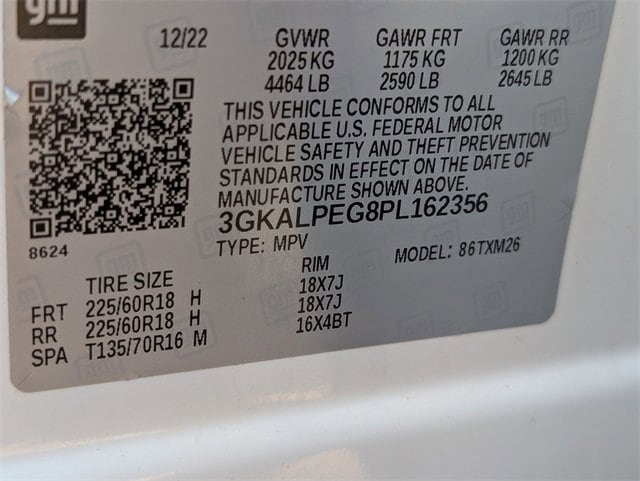 gm
12/22 GVWR GAWR FRT GAWR RR
2025 KG 1175 KG 1200 KG
4464 LB 2590 LB 2645 LB
THIS VEHICLE CONFORMS TO ALL
APPLICABLE U.S. FEDERAL MOTOR
VEHICLE SAFETY AND THEFT PREVENTION
STANDARDS IN EFFECT ON THE DATE OF
MANUFACTURE SHOWN ABOVE.
3GKALPEG8PL162356
8624
TYPE: MPV MODEL: 86TXM26
TIRE SIZE RIM
FRT 225/60R18 H 18X7J
RR 225/60R18 H 18X7J
SPA T135/70R16 M 16X4BT